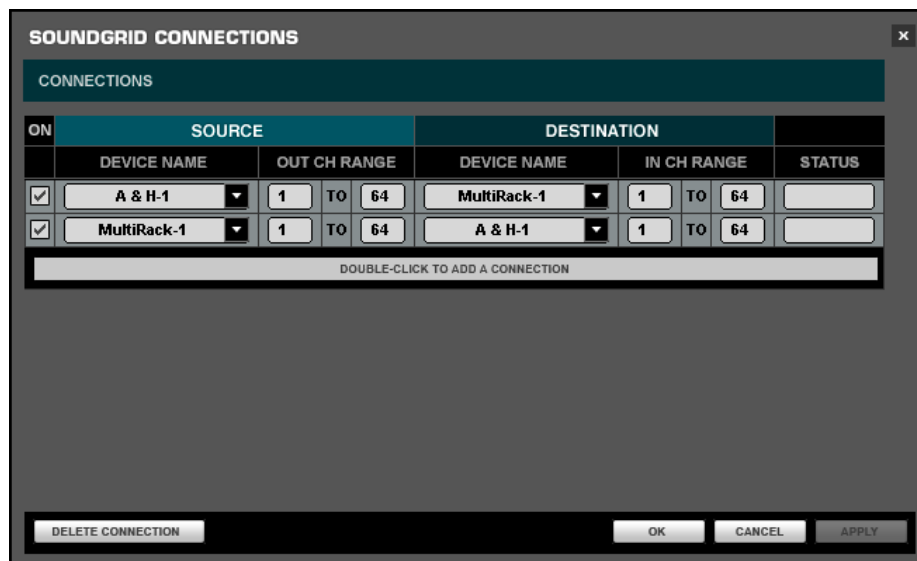 SOUNDGRID CONNECTIONS
x
CONNECTIONS
ON SOURCE DESTINATION
DEVICE NAME OUT CH RANGE DEVICE NAME IN CH RANGE STATUS
A & H-1 1 TO 64 MultiRack-1 1 TO 64
MultiRack-1 1 TO 64 A & H-1 1 TO 64
DOUBLE-CLICK TO ADD A CONNECTION
DELETE CONNECTION OK CANCEL APPLY